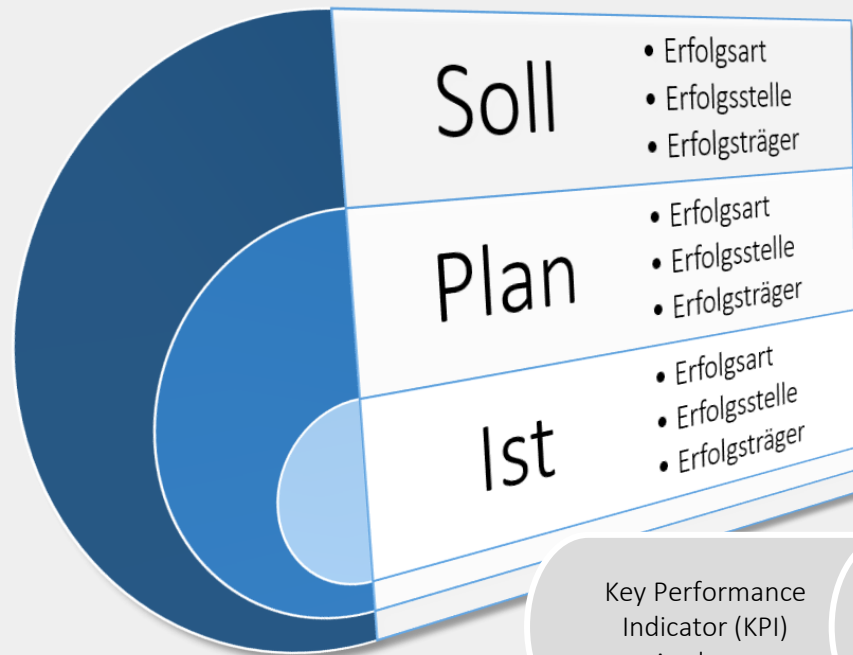 Soll
• Erfolgsart
• Erfolgsstelle
• Erfolgsträger
Plan
• Erfolgsart
• Erfolgsstelle
• Erfolgsträger
Ist
• Erfolgsart
• Erfolgsstelle
• Erfolgsträger
Key Performance
Indicator (KPI)